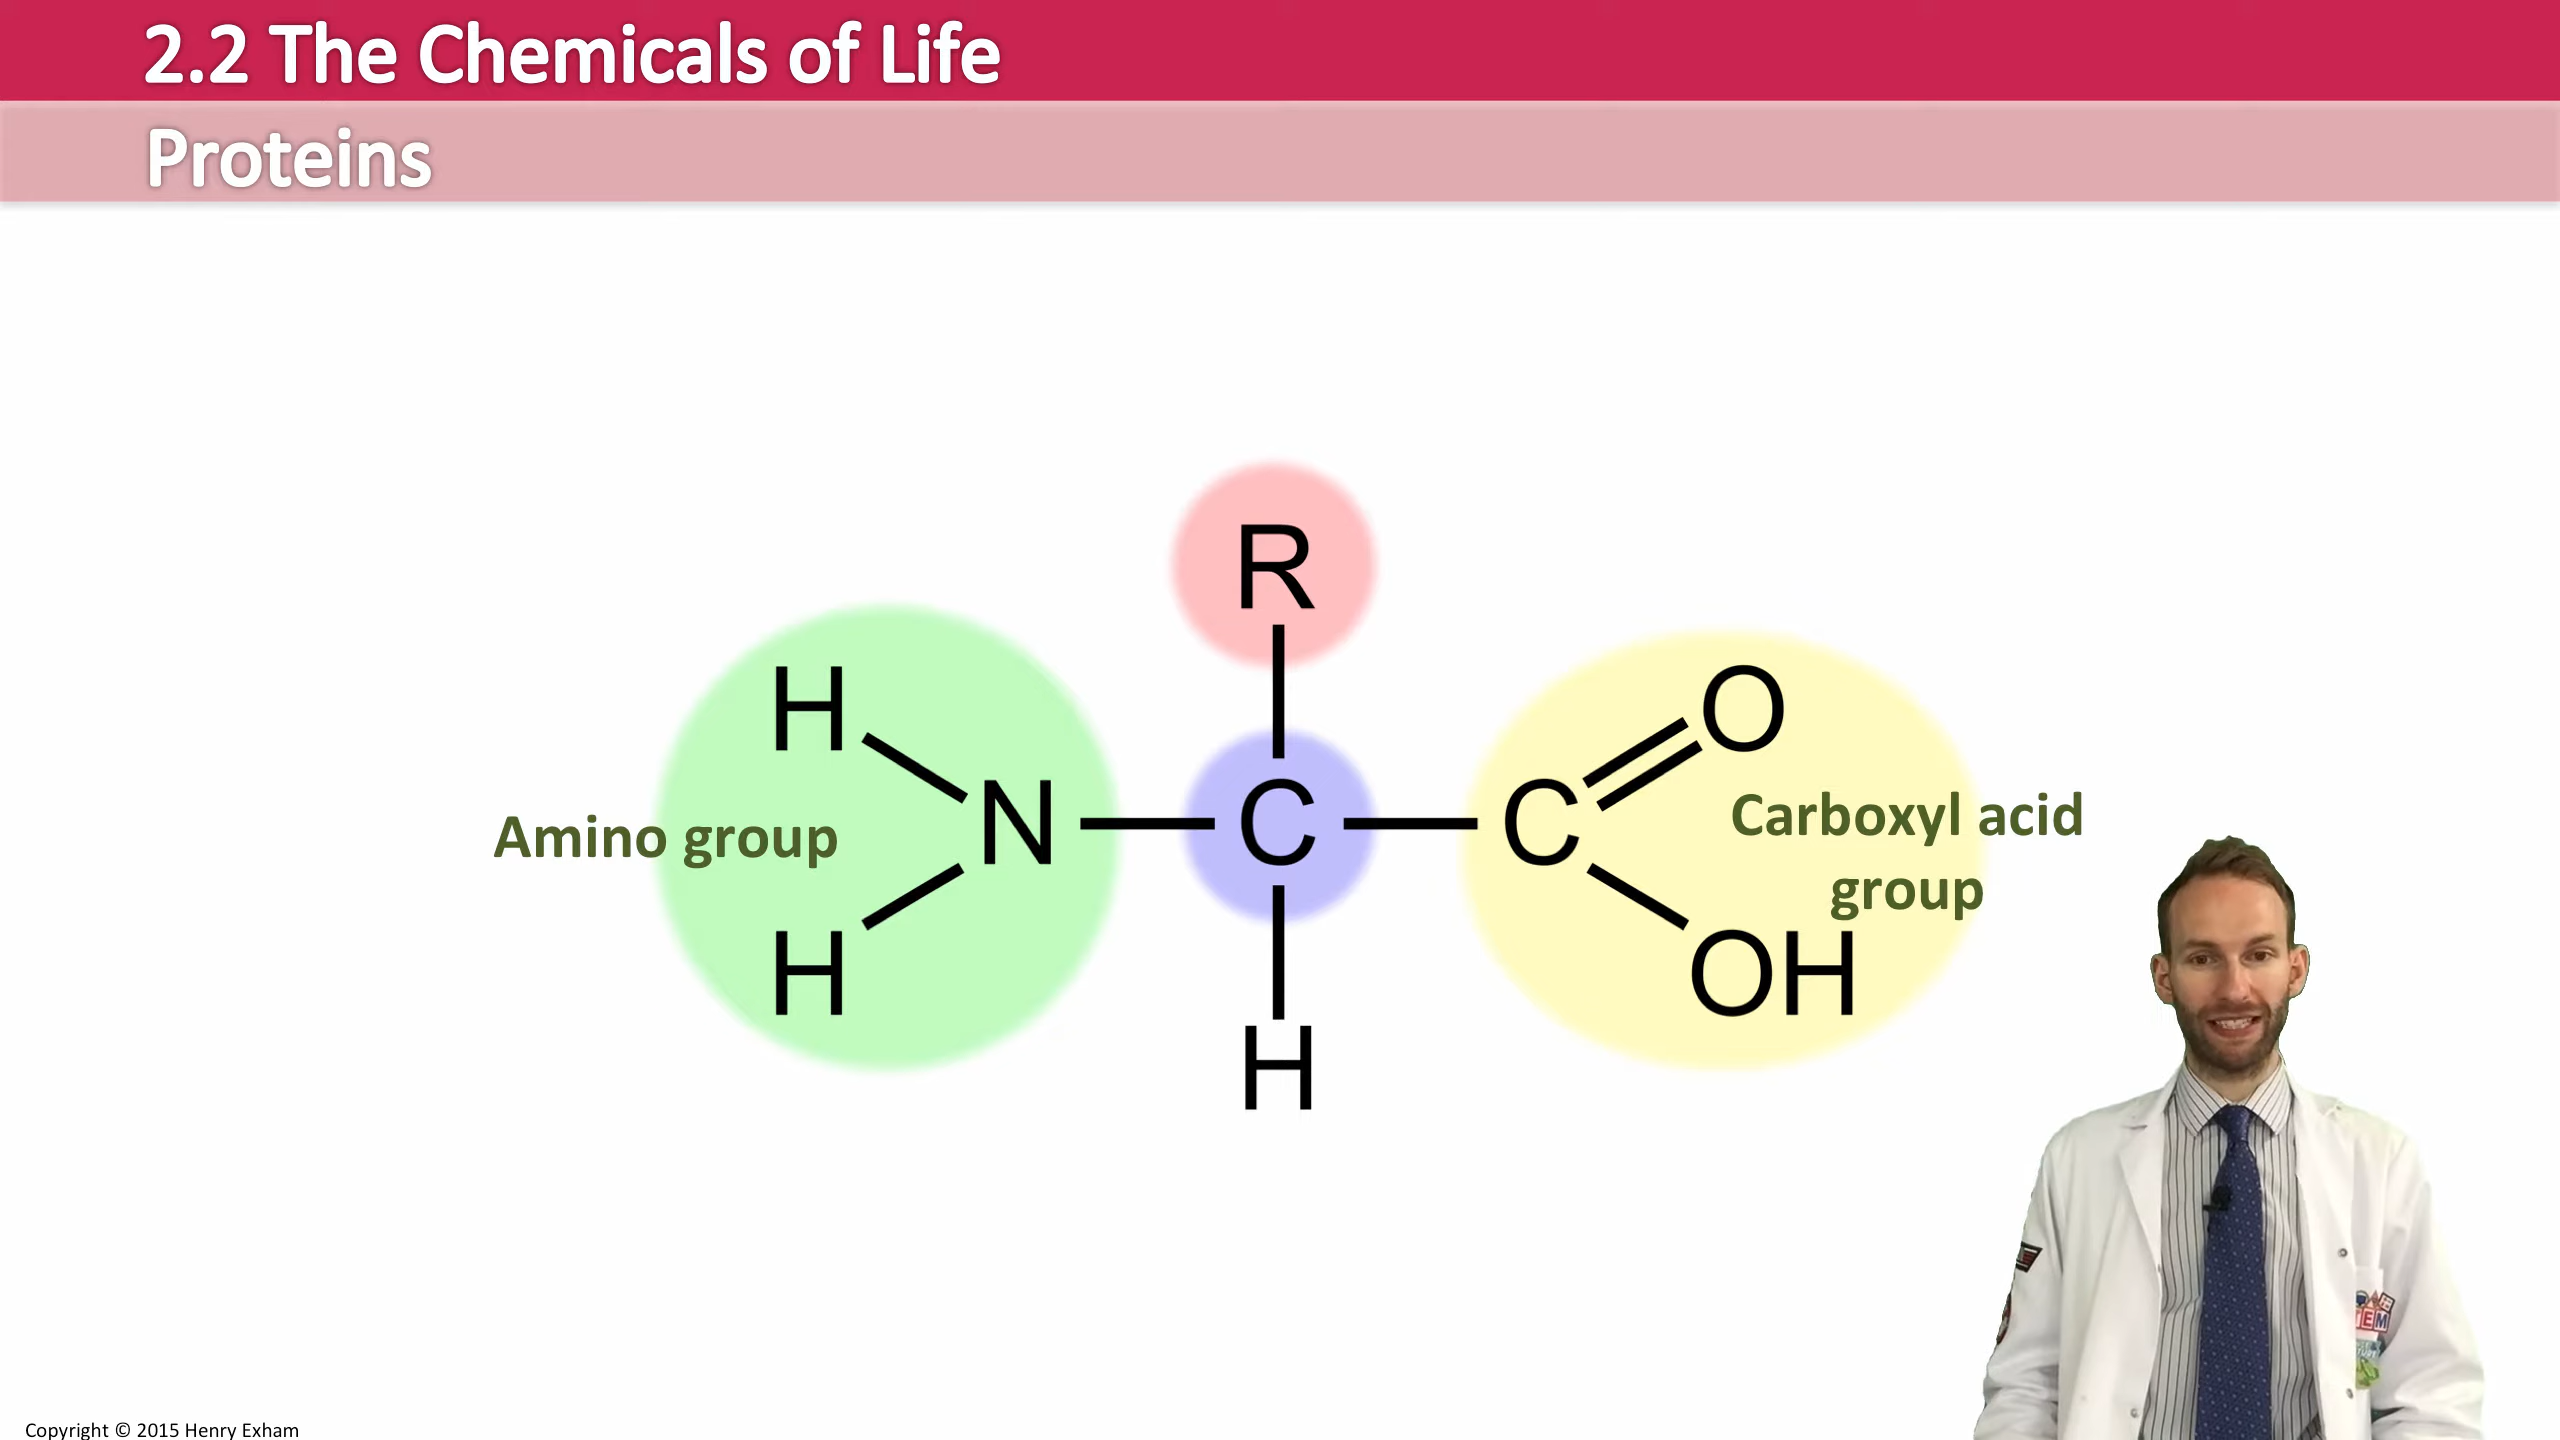 2.2 The Chemicals of Life
Proteins
R
H
O
Amino group
N
C
C
Carboxyl acid
group
H
OH
H
Copyright © 2015 Henry Exham